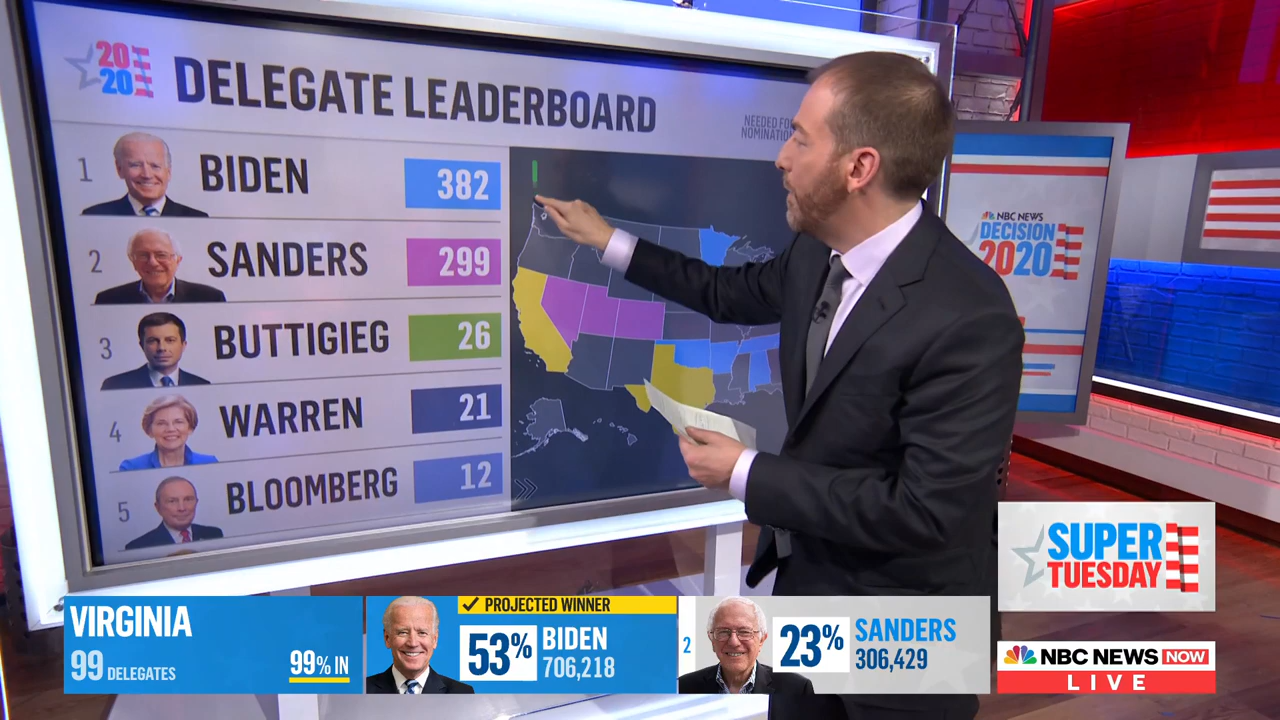 20
20
DELEGATE LEADERBOARD
NEEDED FOR
NOMINATION
1 BIDEN 382
2 SANDERS 299
3 BUTTIGIEG 26
4 WARREN 21
5 BLOOMBERG 12
NBC NEWS
DECISION
2020
SUPER
TUESDAY
VIRGINIA
99 DELEGATES
99% IN
PROJECTED WINNER
53% BIDEN
706,218
2 23% SANDERS
306,429
NBC NEWS NOW
LIVE